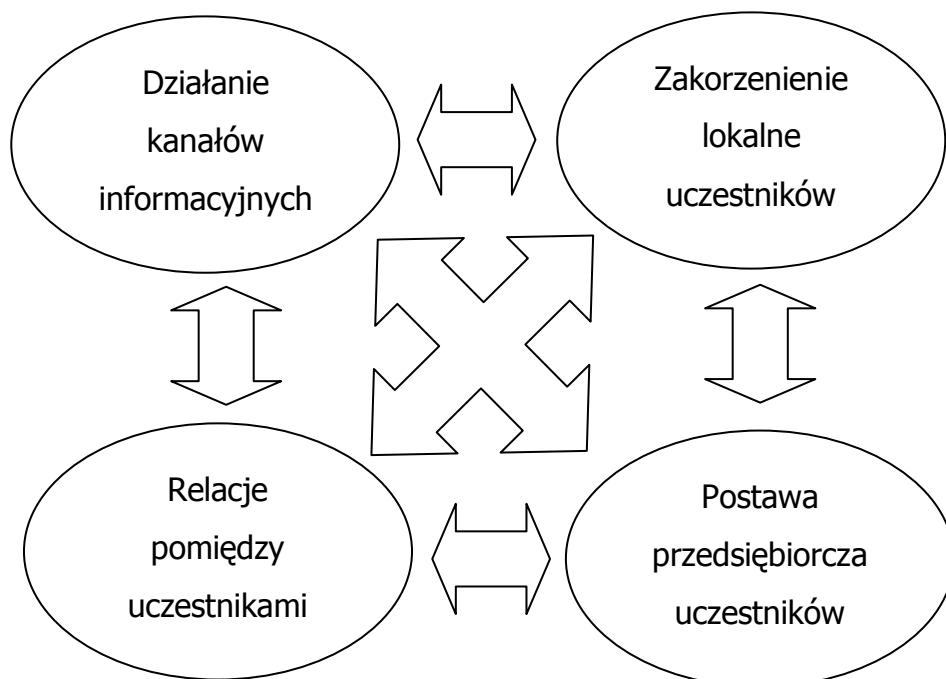 Działanie
kanałów
informacyjnych
Zakorzenienie
lokalne
uczestników
Relacje
pomiędzy
uczestnikami
Postawa
przedsiębiorcza
uczestników